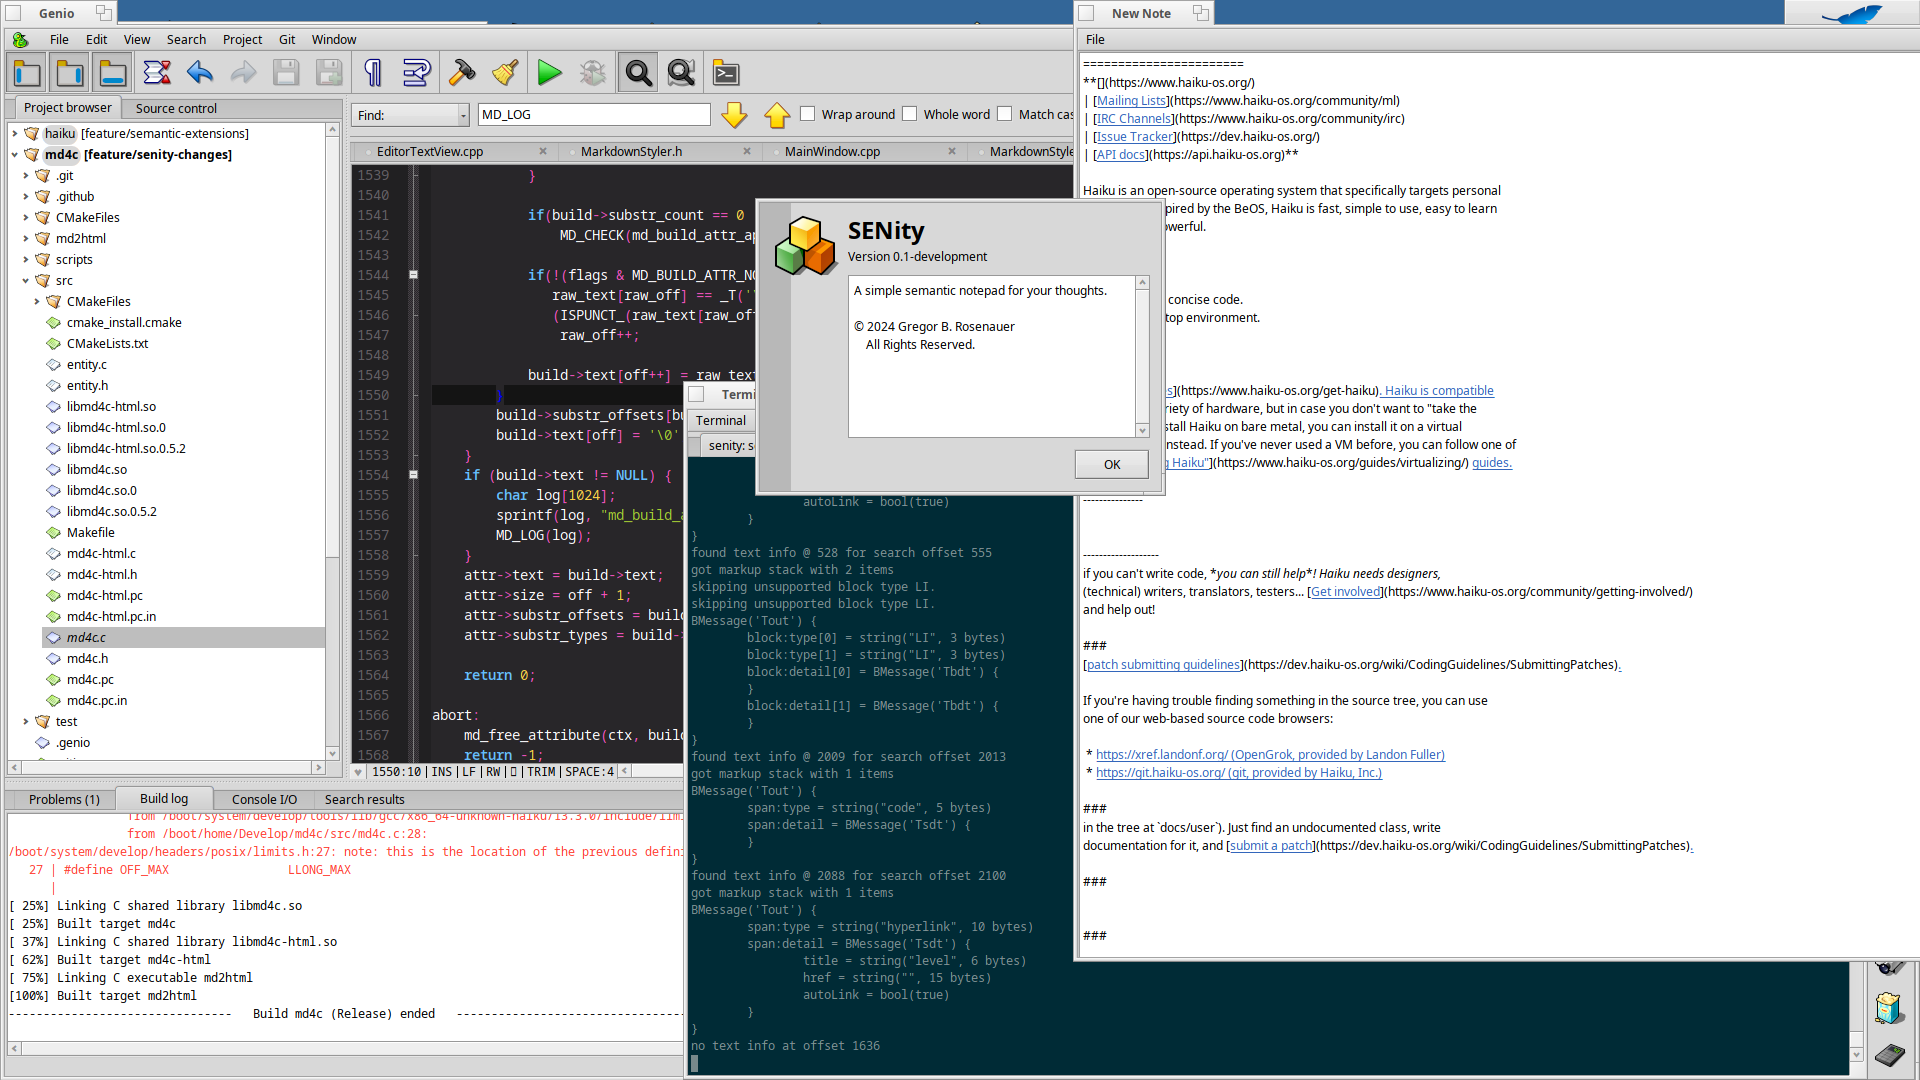 Genio
File Edit View Search Project Git Window
Project browser Source control
haiku [feature/semantic-extensions]
md4c [feature/senity-changes]
.git
.github
CMakeFiles
md2html
scripts
src
CMakeFiles
cmake_install.cmake
CMakeLists.txt
entity.c
entity.h
libmd4c-html.so
libmd4c-html.so.0
libmd4c-html.so.0.5.2
libmd4c.so
libmd4c.so.0
libmd4c.so.0.5.2
Makefile
md4c-html.c
md4c-html.h
md4c-html.pc
md4c-html.pc.in
md4c.c
md4c.h
md4c.pc
md4c.pc.in
test
.genio
Find: MD_LOG Wrap around Whole word Match cas
EditorTextView.cpp MarkdownStyler.h MainWindow.cpp MarkdownStyle
1539 }
1540
1541 if(build->substr_count == 0
1542 MD_CHECK(md_build_attr_ap
1543
1544 if(!(flags & MD_BUILD_ATTR_NO
1545 raw_text[raw_off] == _T('
1546 (ISPUNCT_(raw_text[raw_of
1547 raw_off++;
1548
1549 build->text[off++] = raw_text
1550 }
1551 build->substr_offsets[bu
1552 build->text[off] = '\0'
1553 }
1554 if (build->text != NULL) {
1555 char log[1024];
1556 sprintf(log, "md_build_a
1557 MD_LOG(log);
1558 }
1559 attr->text = build->text;
1560 attr->size = off + 1;
1561 attr->substr_offsets = build
1562 attr->substr_types = build-
1563
1564 return 0;
1565
1566 abort:
1567 md_free_attribute(ctx, build
1568 return -1;
1550:10 | INS | LF | RW | | TRIM | SPACE:4
Problems (1) Build log Console I/O Search results
from /boot/system/develop/tools/lib/gcc/x86_64-unknown-haiku/13.3.0/include/lim
from /boot/home/Develop/md4c/src/md4c.c:28:
/boot/system/develop/headers/posix/limits.h:27: note: this is the location of the previous defini
27 | #define OFF_MAX LLONG_MAX
|
[ 25%] Linking C shared library libmd4c.so
[ 25%] Built target md4c
[ 37%] Linking C shared library libmd4c-html.so
[ 62%] Built target md4c-html
[ 75%] Linking C executable md2html
[100%] Built target md2html
-------------------------------- Build md4c (Release) ended --------------------------------
Termi
Terminal
senity: s
autoLink = bool(true)
}
}
found text info @ 528 for search offset 555
got markup stack with 2 items
skipping unsupported block type LI.
skipping unsupported block type LI.
BMessage('Tout') {
block:type[0] = string("LI", 3 bytes)
block:type[1] = string("LI", 3 bytes)
block:detail[0] = BMessage('Tbdt') {
}
block:detail[1] = BMessage('Tbdt') {
}
}
found text info @ 2009 for search offset 2013
got markup stack with 1 items
BMessage('Tout') {
span:type = string("code", 5 bytes)
span:detail = BMessage('Tsdt') {
}
}
found text info @ 2088 for search offset 2100
got markup stack with 1 items
BMessage('Tout') {
span:type = string("hyperlink", 10 bytes)
span:detail = BMessage('Tsdt') {
title = string("level", 6 bytes)
href = string("", 15 bytes)
autoLink = bool(true)
}
}
no text info at offset 1636
SENity
Version 0.1-development
A simple semantic notepad for your thoughts.
© 2024 Gregor B. Rosenauer
All Rights Reserved.
OK
New Note
File
=======================
**[](https://www.haiku-os.org/)
| [Mailing Lists](https://www.haiku-os.org/community/ml)
| [IRC Channels](https://www.haiku-os.org/community/irc)
| [Issue Tracker](https://dev.haiku-os.org/)
| [API docs](https://api.haiku-os.org)**
Haiku is an open-source operating system that specifically targets personal
pired by the BeOS, Haiku is fast, simple to use, easy to learn
werful.
concise code.
top environment.
s](https://www.haiku-os.org/get-haiku). Haiku is compatible
riety of hardware, but in case you don't want to "take the
stall Haiku on bare metal, you can install it on a virtual
instead. If you've never used a VM before, you can follow one of
g Haiku"](https://www.haiku-os.org/guides/virtualizing/) guides.
---------------
-------------------
if you can't write code, *you can still help*! Haiku needs designers,
(technical) writers, translators, testers... [Get involved](https://www.haiku-os.org/community/getting-involved/)
and help out!
###
[patch submitting guidelines](https://dev.haiku-os.org/wiki/CodingGuidelines/SubmittingPatches).
If you're having trouble finding something in the source tree, you can use
one of our web-based source code browsers:
* https://xref.landonf.org/ (OpenGrok, provided by Landon Fuller)
* https://git.haiku-os.org/ (git, provided by Haiku, Inc.)
###
in the tree at `docs/user`). Just find an undocumented class, write
documentation for it, and [submit a patch](https://dev.haiku-os.org/wiki/CodingGuidelines/SubmittingPatches).
###
###